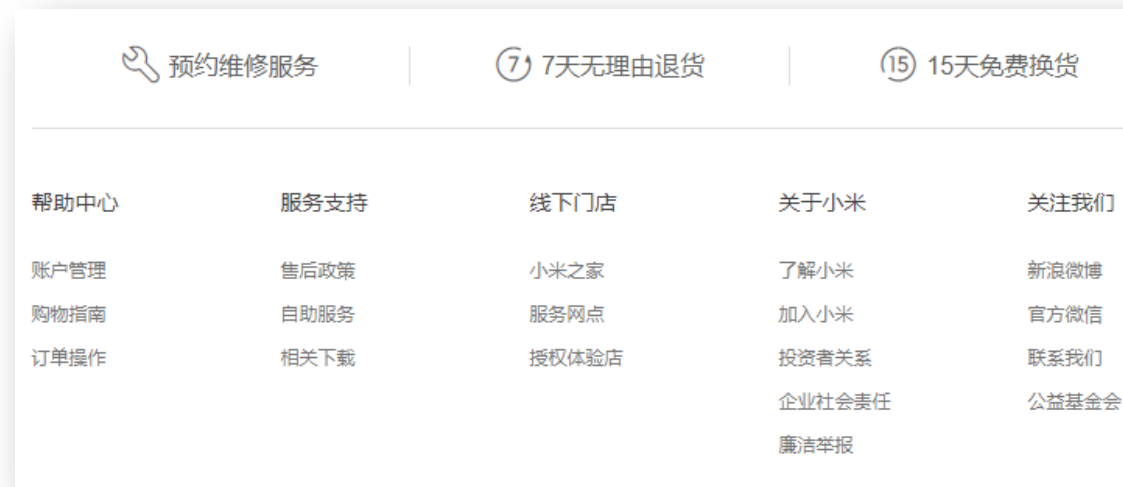 预约维修服务
7 7天无理由退货
15 15天免费换货
帮助中心
账户管理
购物指南
订单操作
服务支持
售后政策
自助服务
相关下载
线下门店
小米之家
服务网点
授权体验店
关于小米
了解小米
加入小米
投资者关系
企业社会责任
廉洁举报
关注我们
新浪微博
官方微信
联系我们
公益基金会